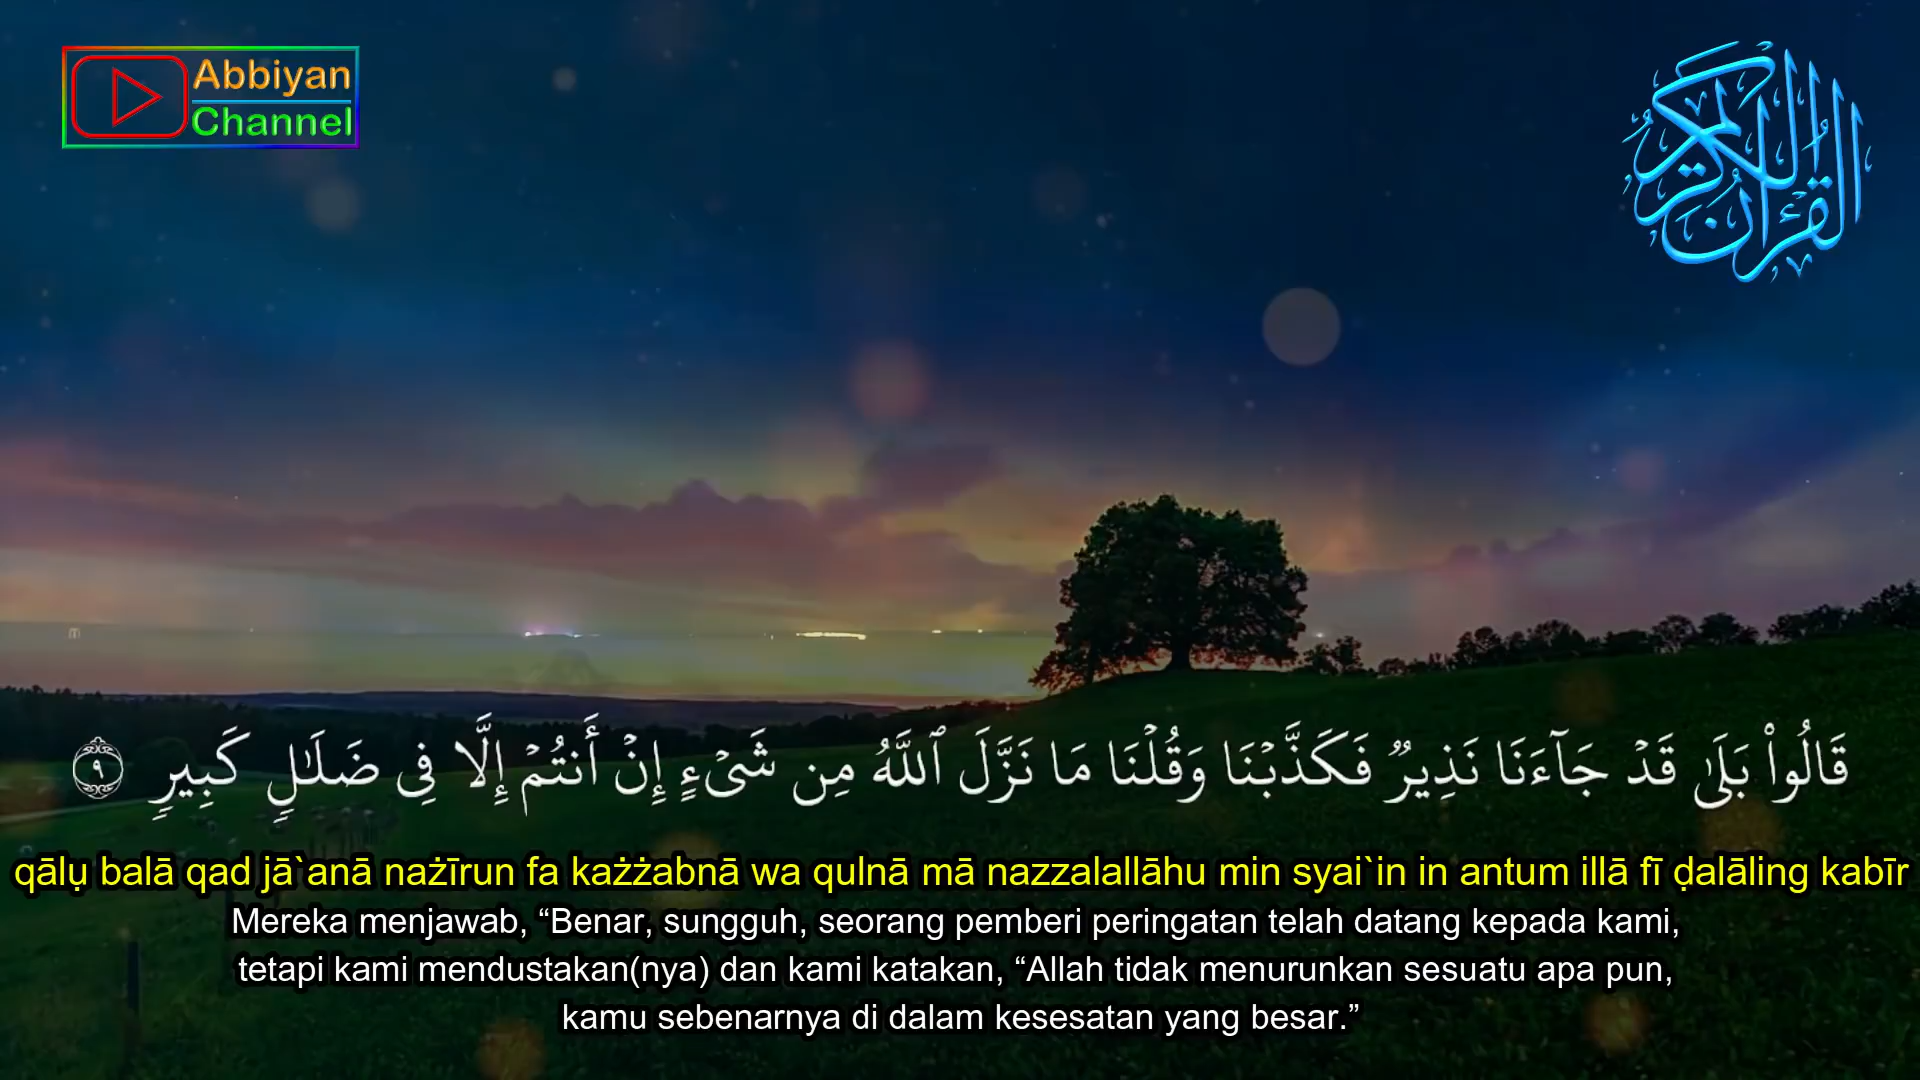 Abbiyan
Channel
القرآن الكريم
قَالُوا۟ بَلَىٰ قَدْ جَآءَنَا نَذِيرٌ فَكَذَّبْنَا وَقُلْنَا مَا نَزَّلَ ٱللَّهُ مِن شَىْءٍ إِنْ أَنتُمْ إِلَّا فِى ضَلَـٰلٍ كَبِيرٍ ٩
qālụ balā qad jā`anā nażīrun fa każżabnā wa qulnā mā nazzalallāhu min syai`in in antum illā fī ḍalāling kabīr
Mereka menjawab, “Benar, sungguh, seorang pemberi peringatan telah datang kepada kami,
tetapi kami mendustakan(nya) dan kami katakan, “Allah tidak menurunkan sesuatu apa pun,
kamu sebenarnya di dalam kesesatan yang besar.”